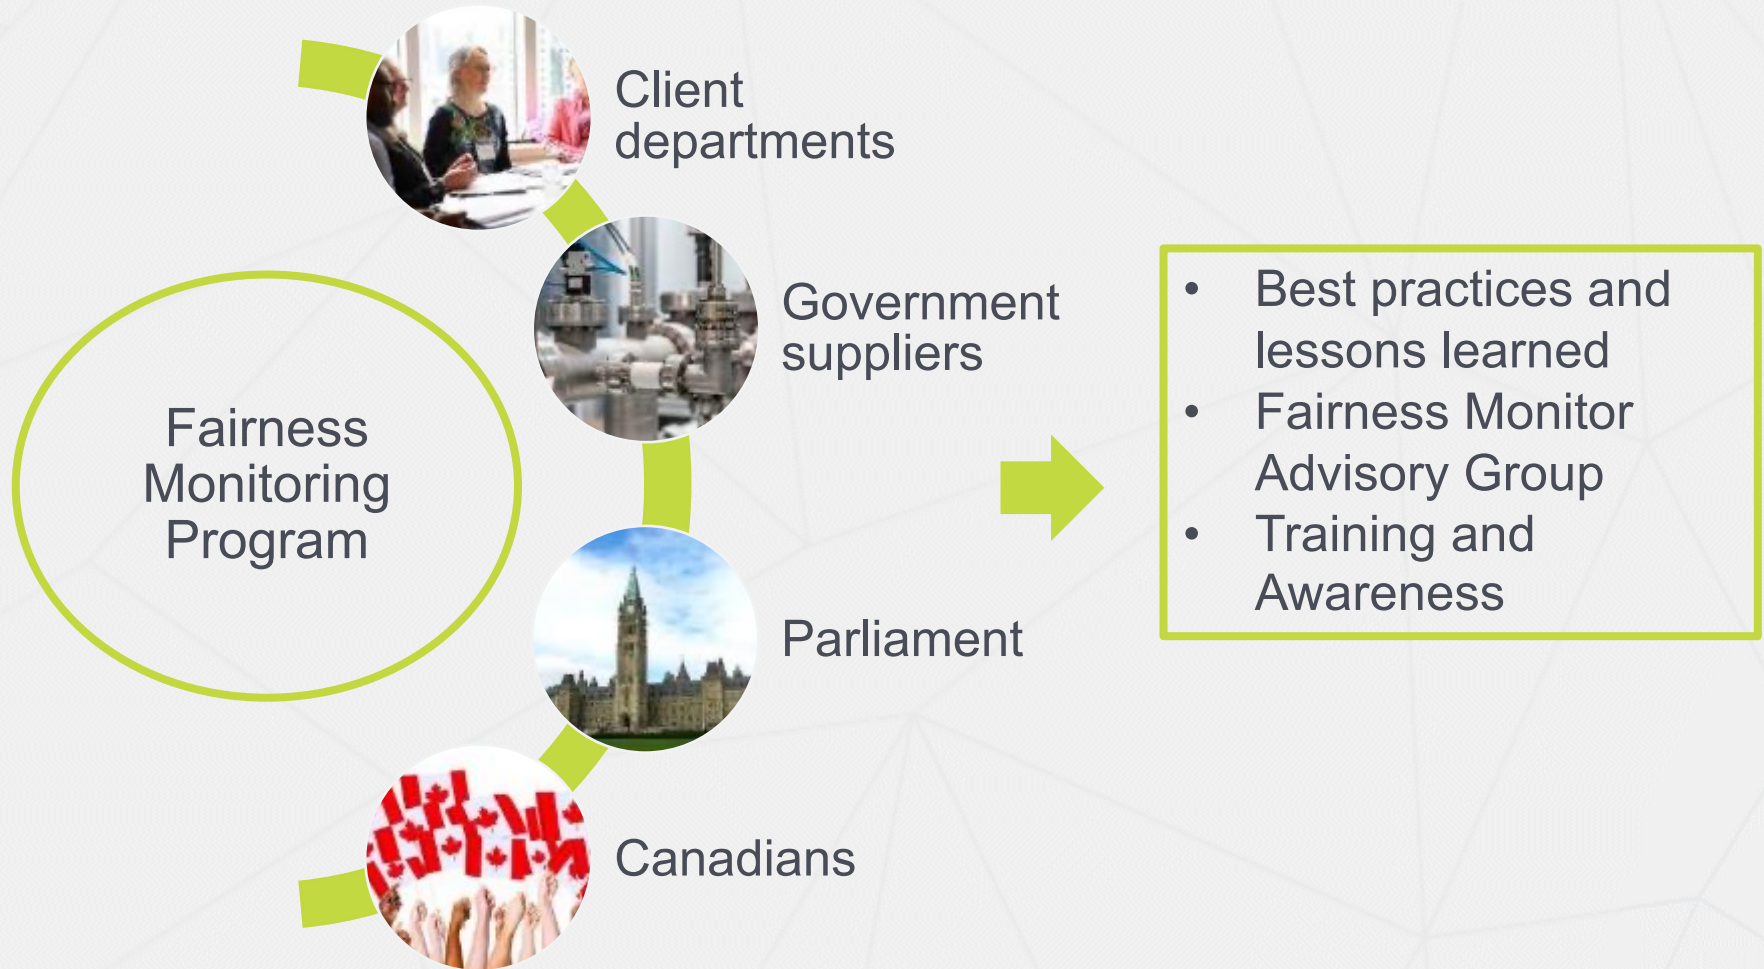 Client
departments
Government
suppliers
Fairness
Monitoring
Program
Parliament
Canadians
• Best practices and
lessons learned
• Fairness Monitor
Advisory Group
• Training and
Awareness